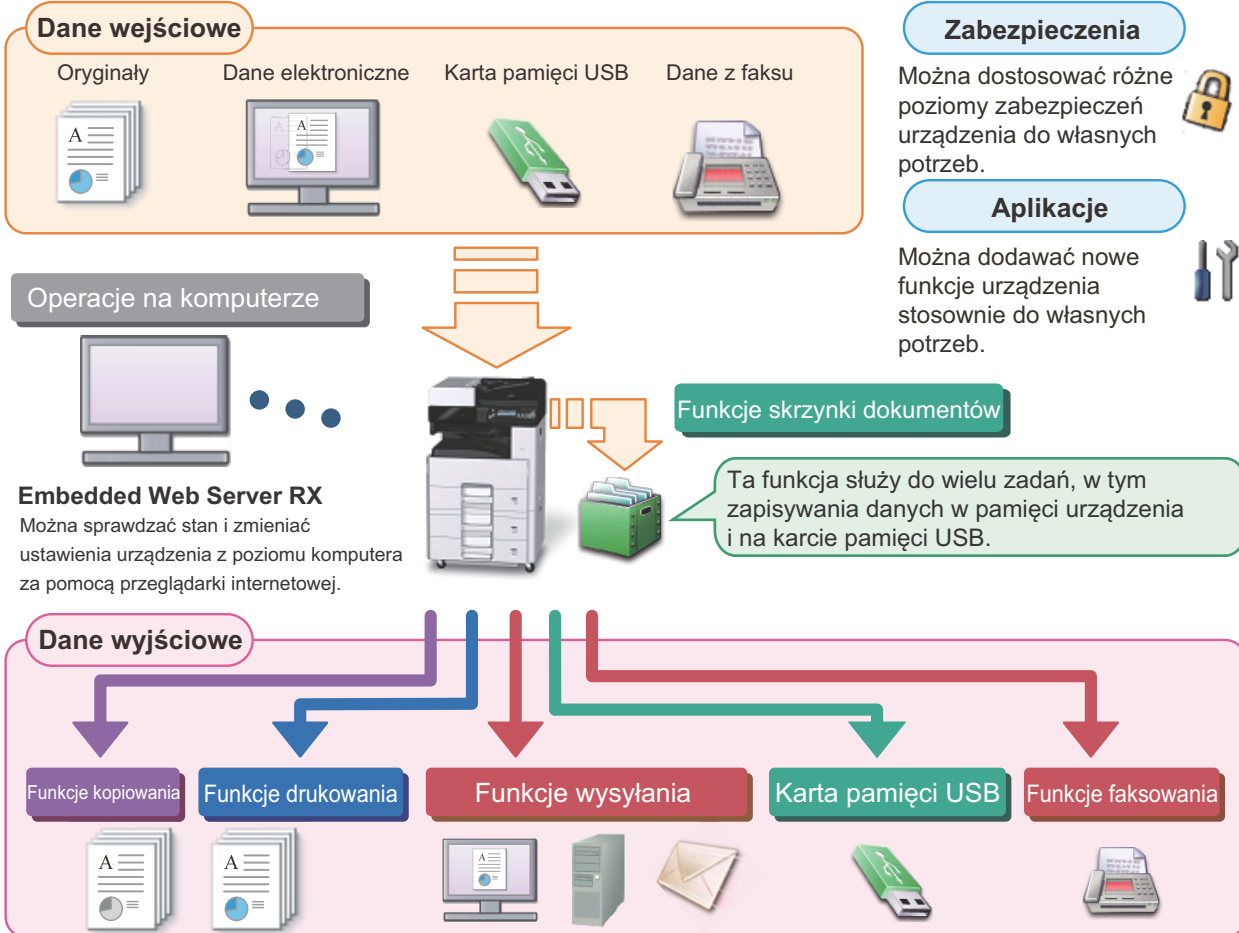 Dane wejściowe
Oryginały
Dane elektroniczne
Karta pamięci USB
Dane z faksu
Zabezpieczenia
Można dostosować różne
poziomy zabezpieczeń
urządzenia do własnych
potrzeb.
Aplikacje
Można dodawać nowe
funkcje urządzenia
stosownie do własnych
potrzeb.
Operacje na komputerze
Embedded Web Server RX
Można sprawdzać stan i zmieniać
ustawienia urządzenia z poziomu komputera
za pomocą przeglądarki internetowej.
Funkcje skrzynki dokumentów
Ta funkcja służy do wielu zadań, w tym
zapisywania danych w pamięci urządzenia
i na karcie pamięci USB.
Dane wyjściowe
Funkcje kopiowania
Funkcje drukowania
Funkcje wysyłania
Karta pamięci USB
Funkcje faksowania